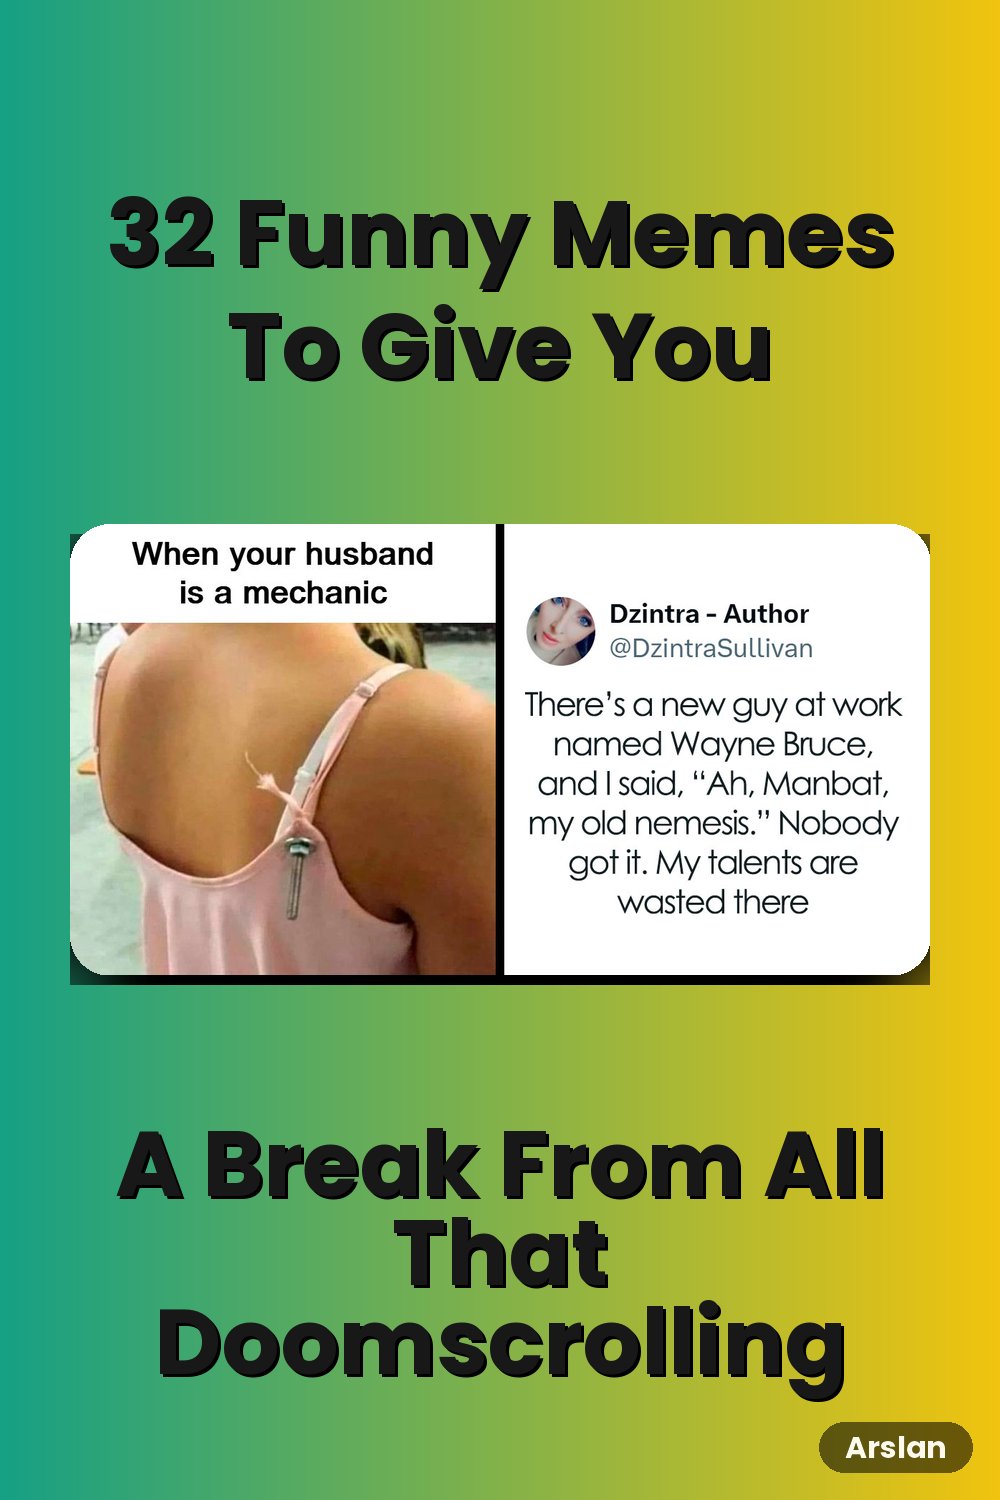 32 Funny Memes
To Give You
When your husband
is a mechanic
Dzintra - Author
@DzintraSullivan
There’s a new guy at work
named Wayne Bruce,
and I said, “Ah, Manbat,
my old nemesis.” Nobody
got it. My talents are
wasted there
A Break From All
That
Doomscrolling
Arslan